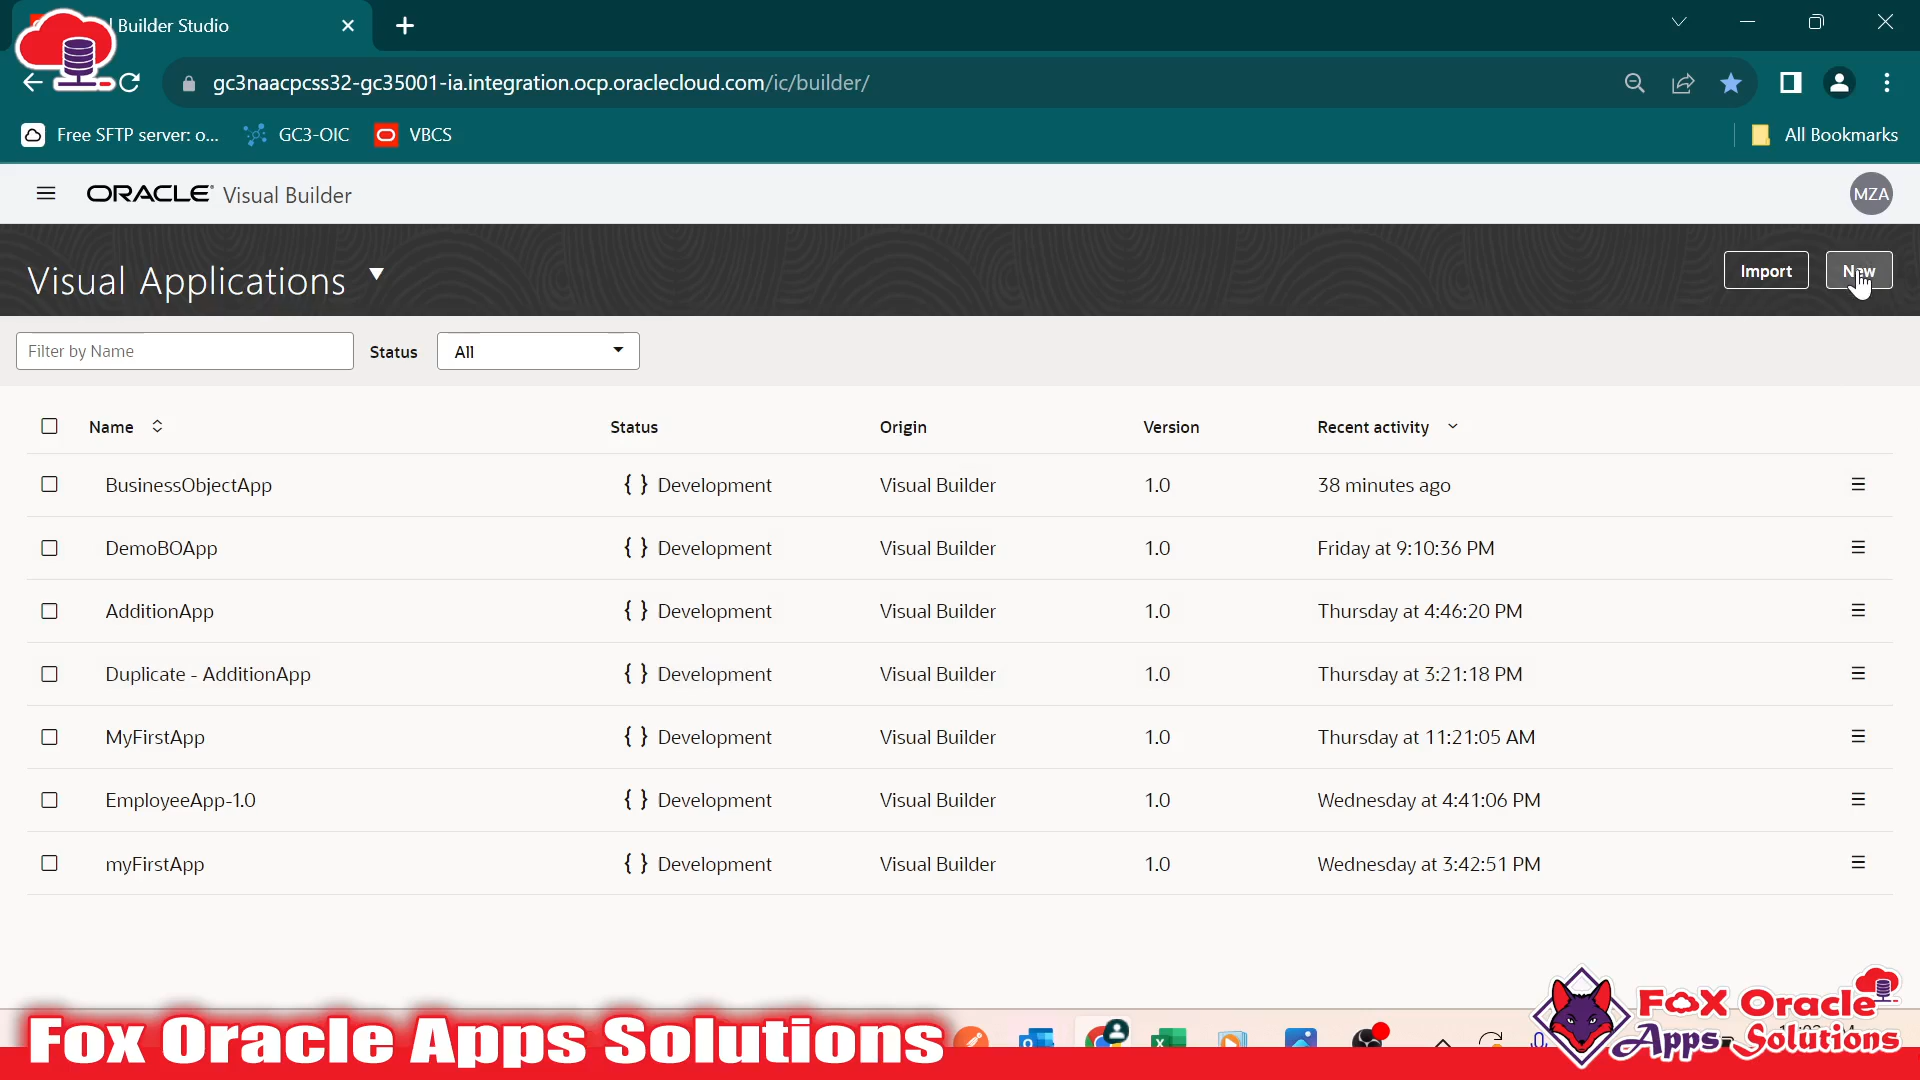 Builder Studio
gc3naacpcss32-gc35001-ia.integration.ocp.oraclecloud.com/ic/builder/
Free SFTP server: o... GC3-OIC VBCS All Bookmarks
ORACLE Visual Builder MZA
Visual Applications Import New
Filter by Name Status All
Name Status Origin Version Recent activity
BusinessObjectApp { } Development Visual Builder 1.0 38 minutes ago
DemoBOApp { } Development Visual Builder 1.0 Friday at 9:10:36 PM
AdditionApp { } Development Visual Builder 1.0 Thursday at 4:46:20 PM
Duplicate - AdditionApp { } Development Visual Builder 1.0 Thursday at 3:21:18 PM
MyFirstApp { } Development Visual Builder 1.0 Thursday at 11:21:05 AM
EmployeeApp-1.0 { } Development Visual Builder 1.0 Wednesday at 4:41:06 PM
myFirstApp { } Development Visual Builder 1.0 Wednesday at 3:42:51 PM
Fox Oracle Apps Solutions
Fox Oracle
Apps Solutions